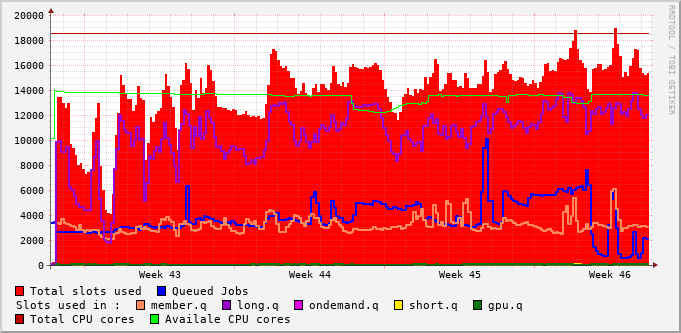 20000
18000
16000
14000
12000
10000
8000
6000
4000
2000
0
Week 43 Week 44 Week 45 Week 46
Total slots used Queued Jobs
Slots used in : member.q long.q ondemand.q short.q gpu.q
Total CPU cores Availale CPU cores
RRDTOOL / TOBI OETIKER